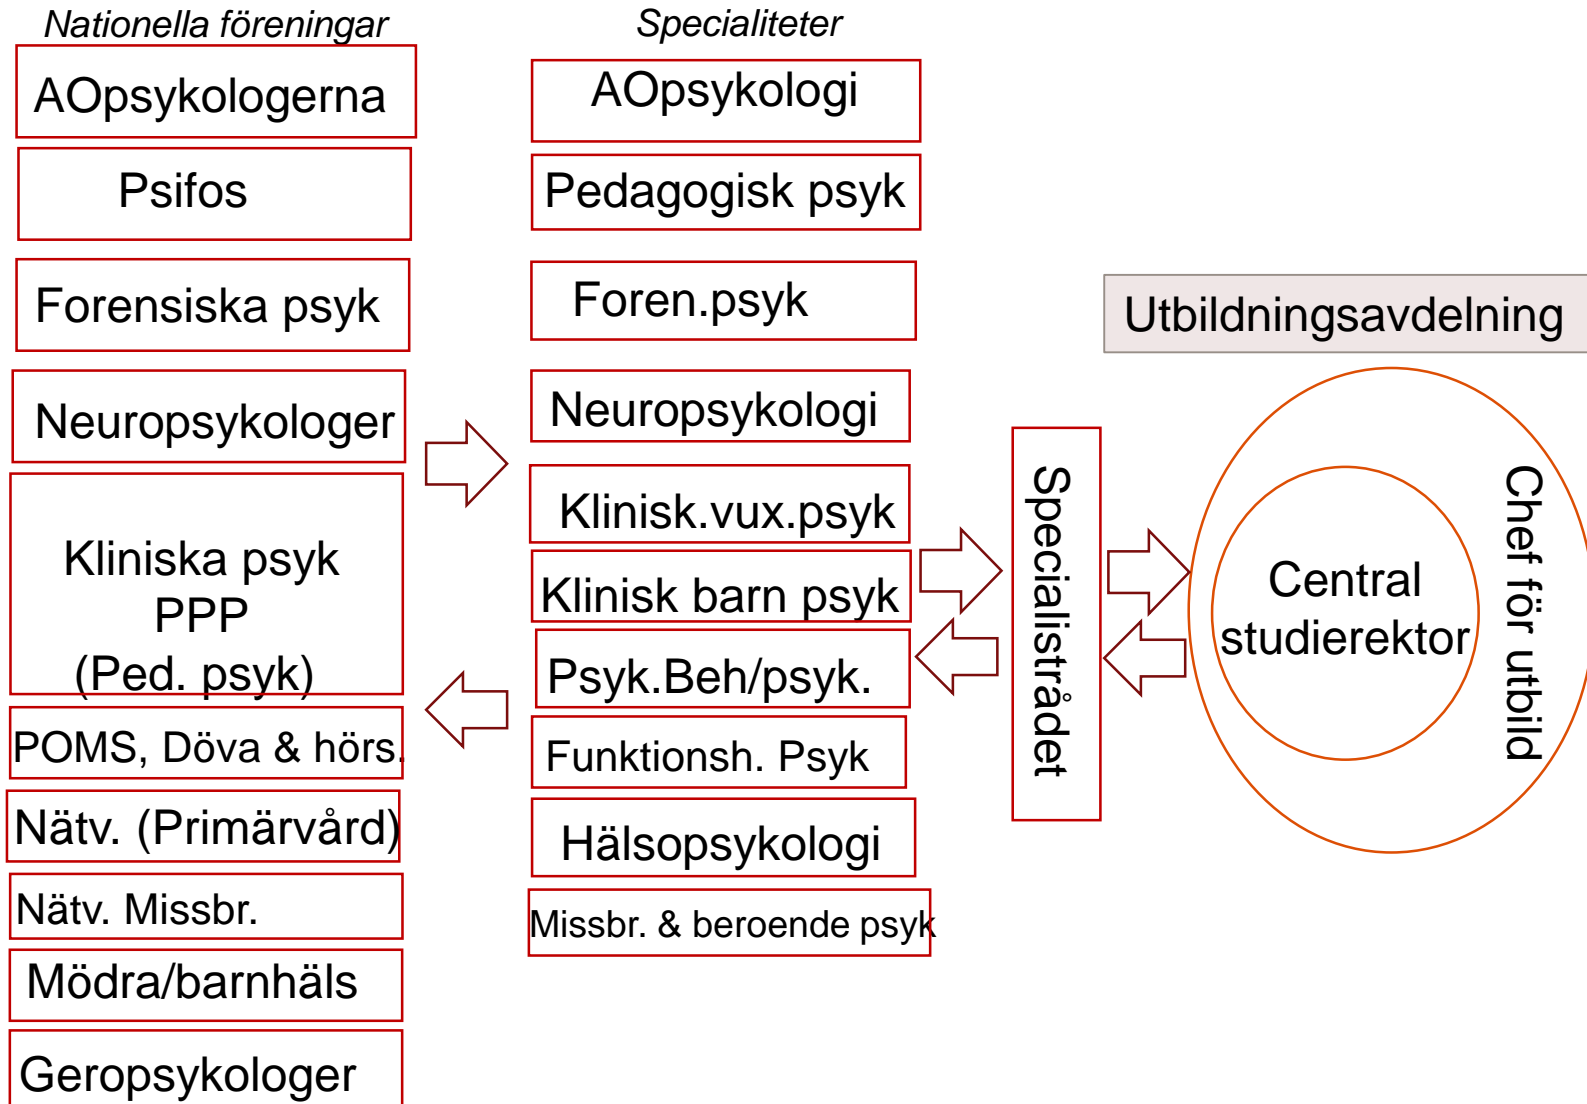 Nationella föreningar
AOpsykologerna
Psifos
Forensiska psyk
Neuropsykologer
Kliniska psyk
PPP
(Ped. psyk)
POMS, Döva & hörs.
Nätv. (Primärvård)
Nätv. Missbr.
Mödra/barnhäls
Geropsykologer
Specialiteter
AOpsykologi
Pedagogisk psyk
Foren.psyk
Neuropsykologi
Klinisk.vux.psyk
Klinisk barn psyk
Psyk.Beh/psyk.
Funktionsh. Psyk
Hälsopsykologi
Missbr. & beroende psyk
Specialistrådet
Utbildningsavdelning
Central
studierektor
Chef för utbild